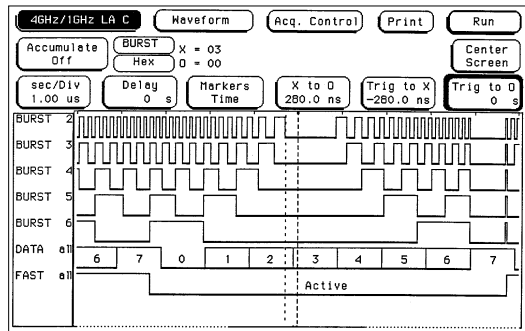 4GHz/1GHz LA C Waveform Acq. Control Print Run
Accumulate Off BURST Hex X = 03 O = 00 Center Screen
sec/Div 1.00 us Delay 0 s Markers Time X to O 280.0 ns Trig to X -280.0 ns Trig to O 0 s
BURST 2
BURST 3
BURST 4
BURST 5
BURST 6
DATA all 6 7 0 1 2 3 4 5 6 7
FAST all Active